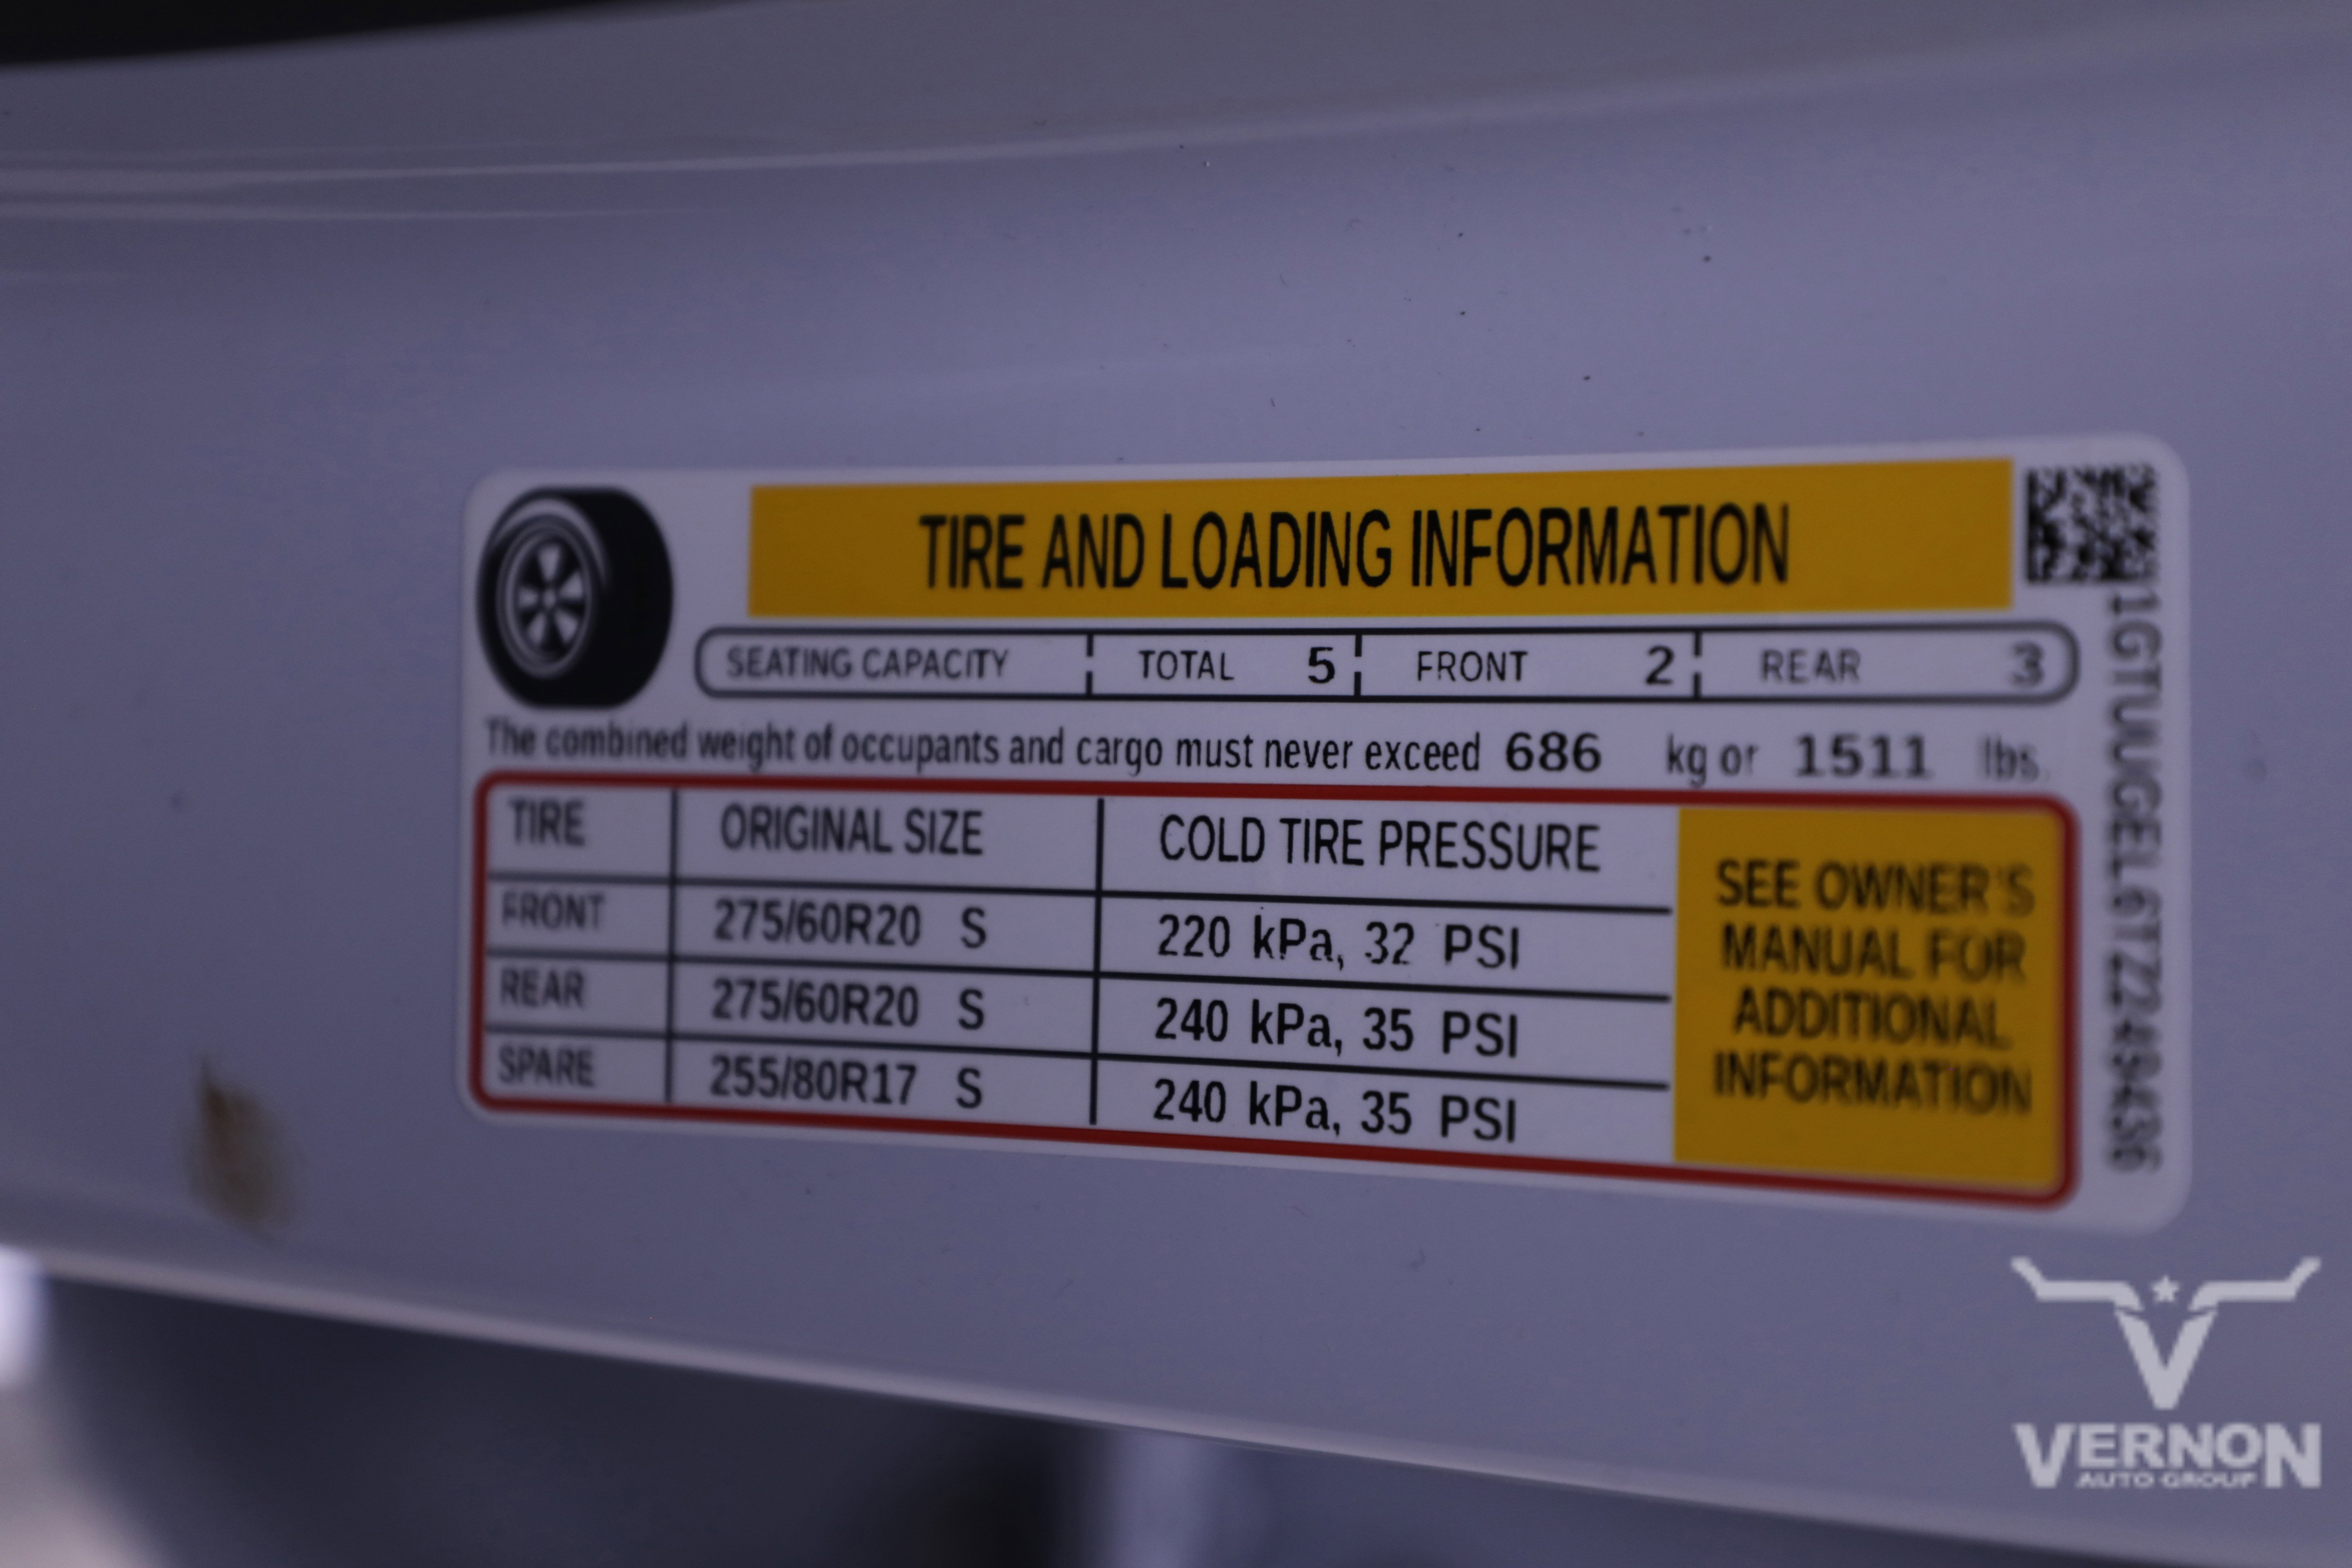 TIRE AND LOADING INFORMATION
SEATING CAPACITY TOTAL 5 FRONT 2 REAR 3
The combined weight of occupants and cargo must never exceed 686 kg or 1511 lbs.
TIRE ORIGINAL SIZE COLD TIRE PRESSURE
FRONT 275/60R20 S 220 kPa, 32 PSI
REAR 275/60R20 S 240 kPa, 35 PSI
SPARE 255/80R17 S 240 kPa, 35 PSI
SEE OWNER'S
MANUAL FOR
ADDITIONAL
INFORMATION
VERNON
AUTO GROUP